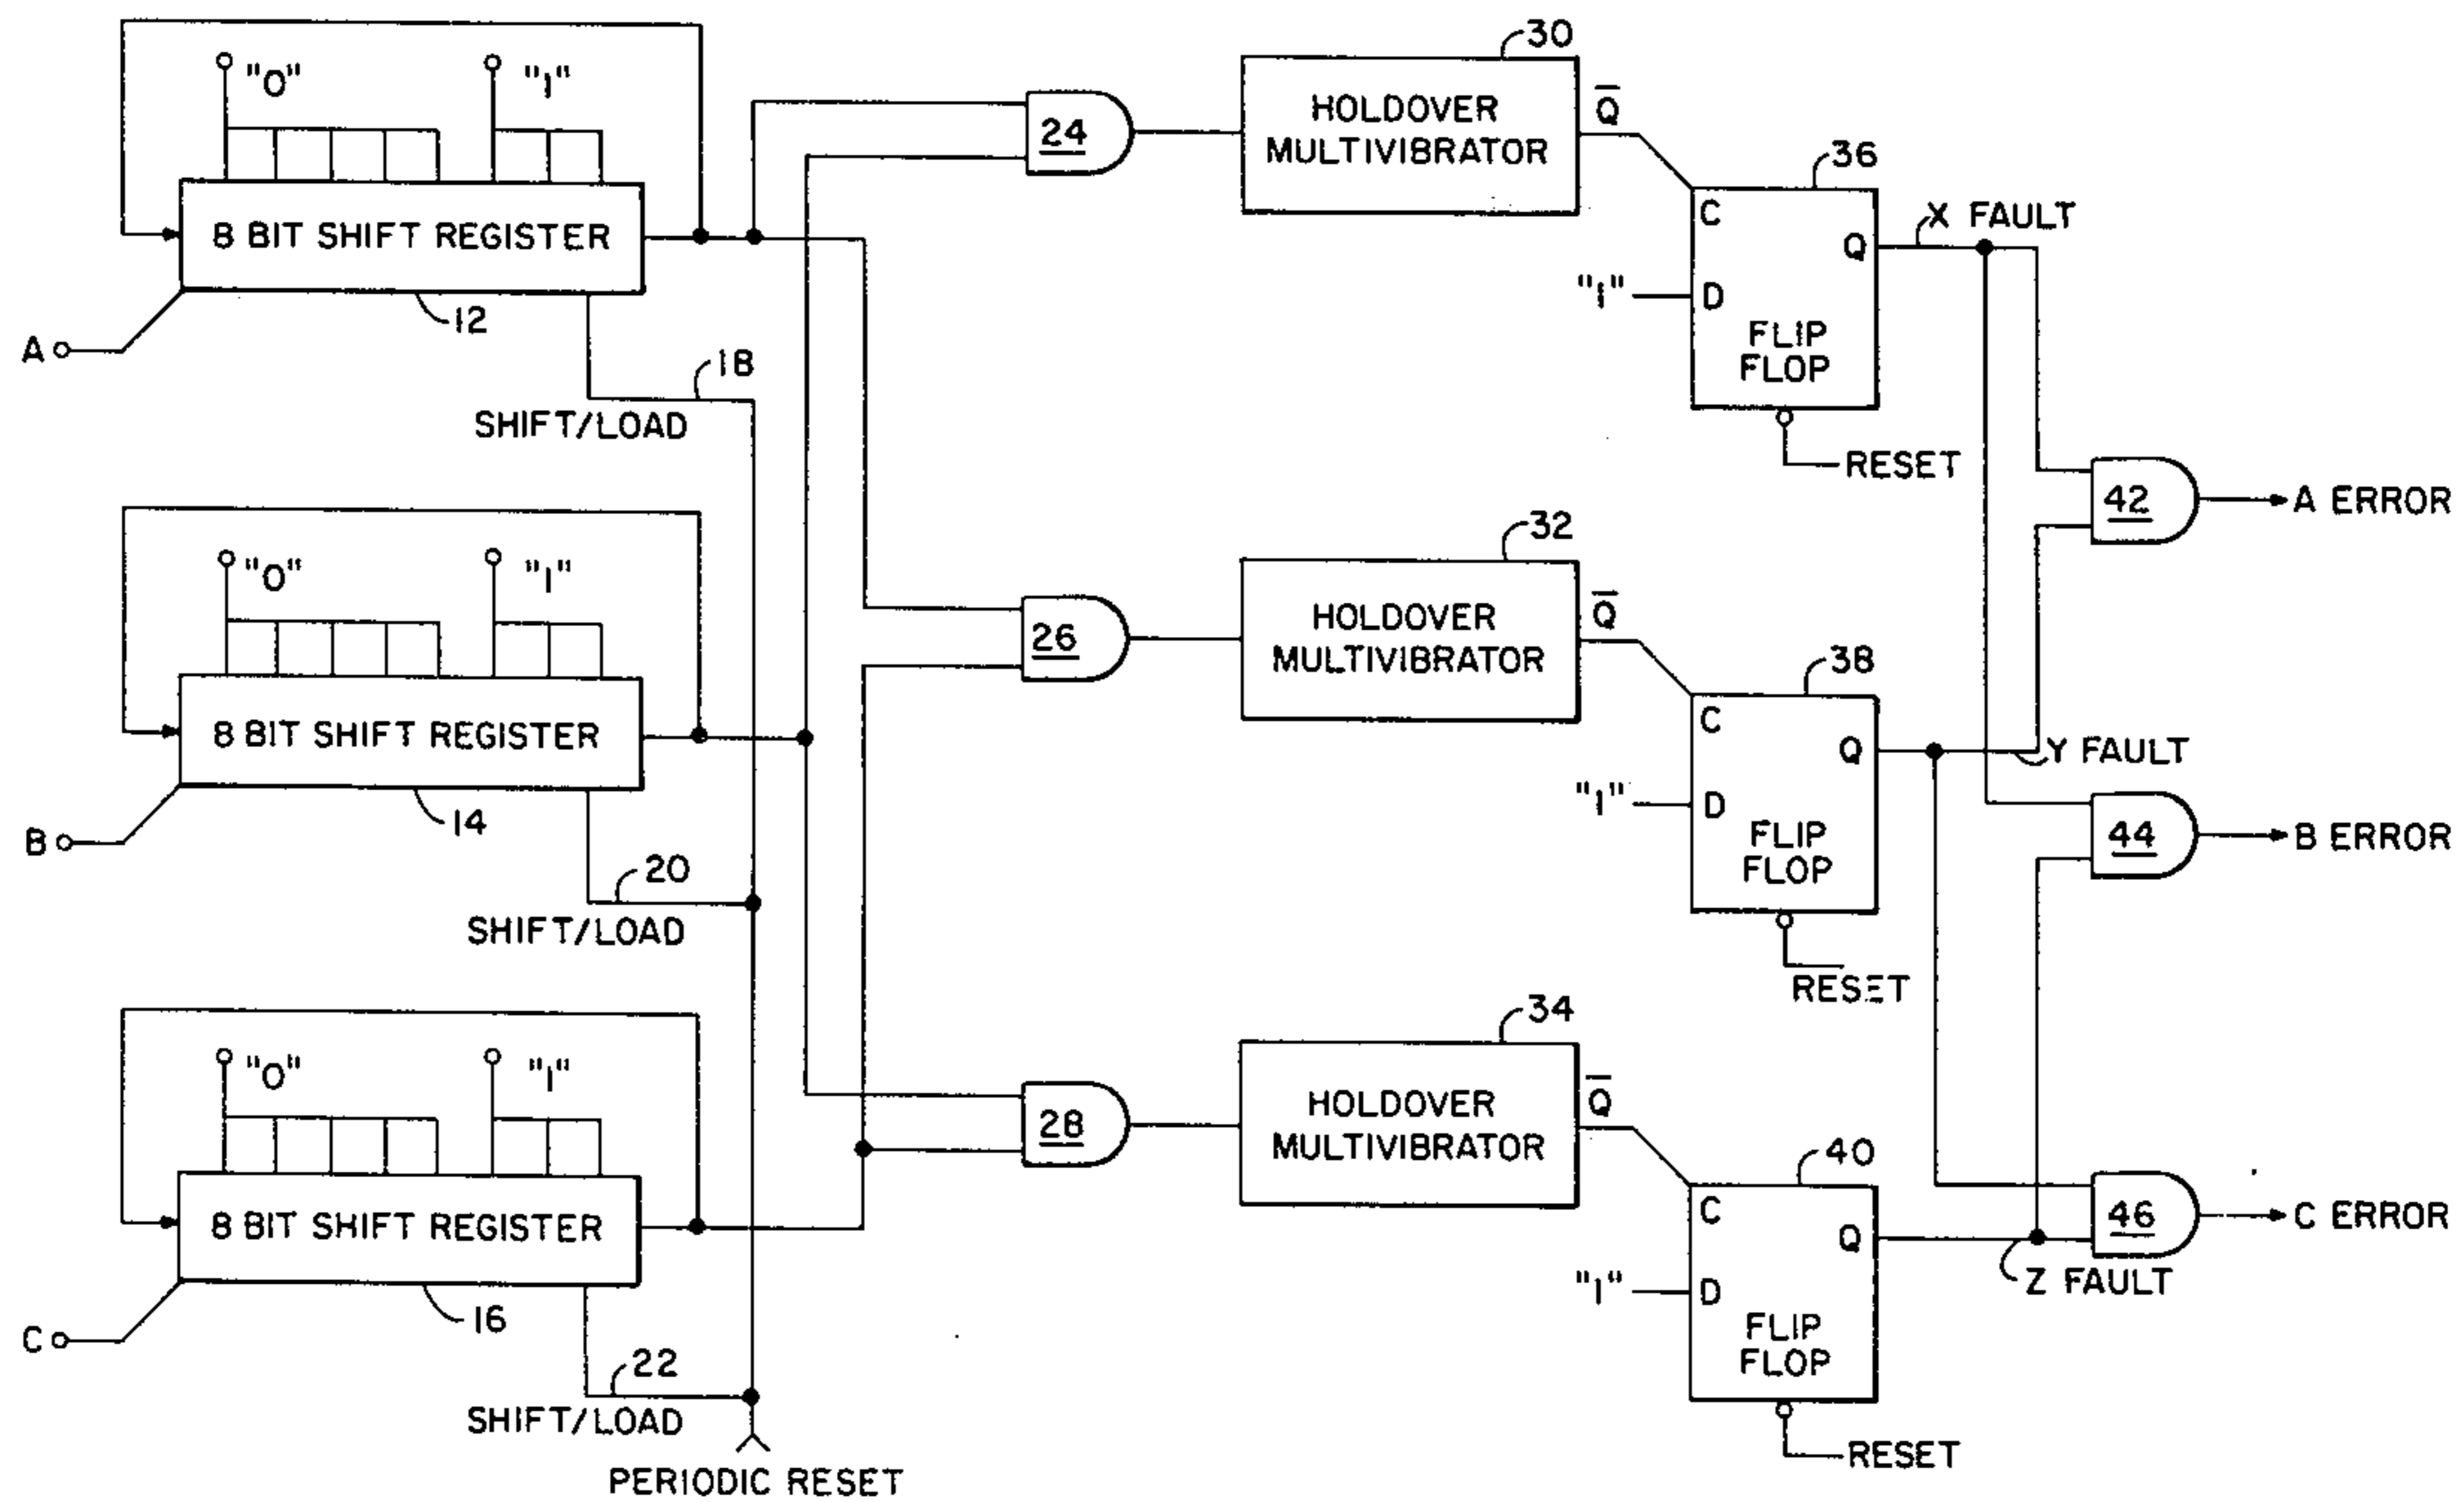 "0"
"1"
8 BIT SHIFT REGISTER
12
A
18
SHIFT/LOAD
"0"
"1"
8 BIT SHIFT REGISTER
14
B
20
SHIFT/LOAD
"0"
"1"
8 BIT SHIFT REGISTER
16
C
22
SHIFT/LOAD
PERIODIC RESET
24
26
28
30
HOLDOVER
MULTIVIBRATOR
Q̅
32
HOLDOVER
MULTIVIBRATOR
Q̅
34
HOLDOVER
MULTIVIBRATOR
Q̅
36
C
Q
"1"
D
FLIP
FLOP
RESET
X FAULT
38
C
Q
"1"
D
FLIP
FLOP
RESET
Y FAULT
40
C
Q
"1"
D
FLIP
FLOP
RESET
Z FAULT
42
A ERROR
44
B ERROR
46
C ERROR